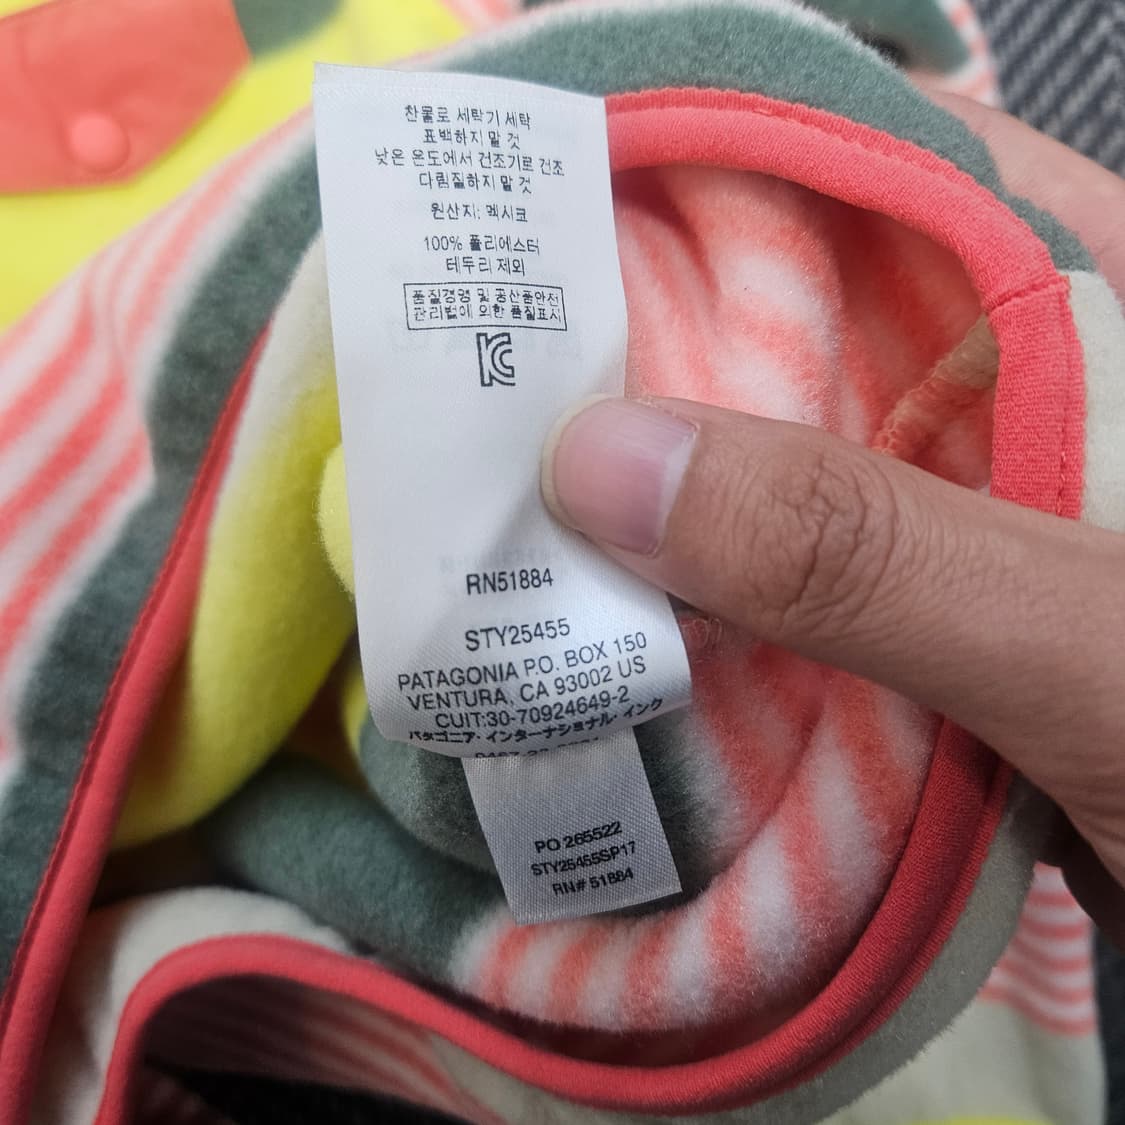 찬물로 세탁기 세탁
표백하지 말 것
낮은 온도에서 건조기로 건조
다림질하지 말 것
원산지: 멕시코
100% 폴리에스터
테두리 제외
품질경영 및 공산품안전
관리법에 의한 품질표시
RN51884
STY25455
PATAGONIA P.O. BOX 150
VENTURA, CA 93002 US
CUIT:30-70924649-2
パタゴニア・インターナショナル・インク
PO 265522
STY25455SP17
RN# 51884